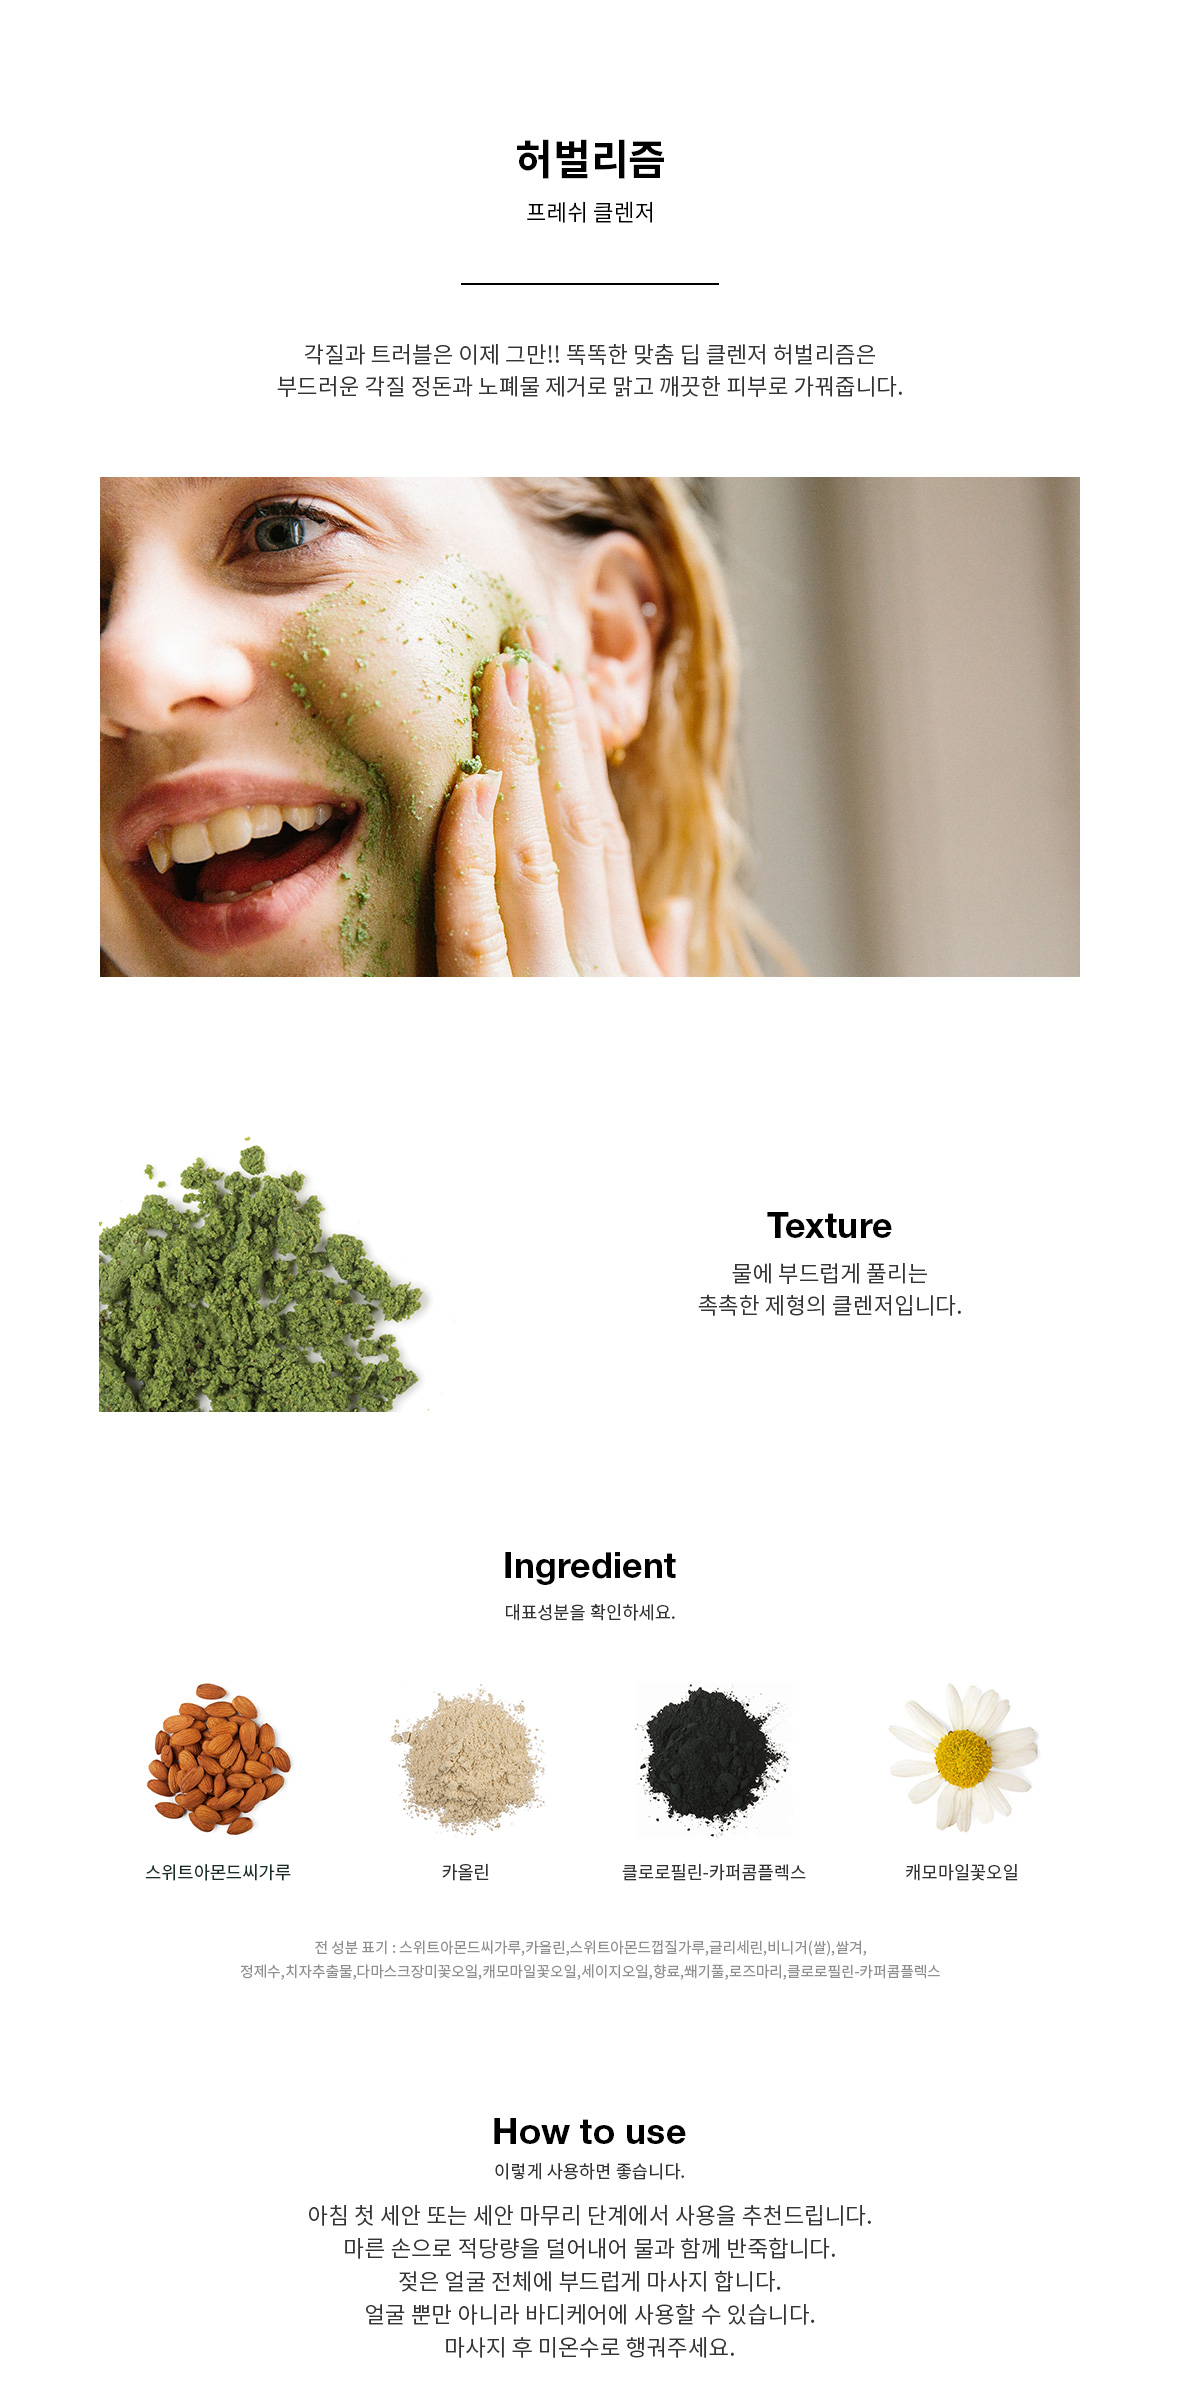 허벌리즘
프레쉬 클렌저
각질과 트러블은 이제 그만!! 똑똑한 맞춤 딥 클렌저 허벌리즘은
부드러운 각질 정돈과 노폐물 제거로 맑고 깨끗한 피부로 가꿔줍니다.
Texture
물에 부드럽게 풀리는
촉촉한 제형의 클렌저입니다.
Ingredient
대표성분을 확인하세요.
스위트아몬드씨가루
카올린
클로로필린-카퍼콤플렉스
캐모마일꽃오일
전 성분 표기 : 스위트아몬드씨가루,카올린,스위트아몬드껍질가루,글리세린,비니거(쌀),쌀겨,
정제수,치자추출물,다마스크장미꽃오일,캐모마일꽃오일,세이지오일,향료,쐐기풀,로즈마리,클로로필린-카퍼콤플렉스
How to use
이렇게 사용하면 좋습니다.
아침 첫 세안 또는 세안 마무리 단계에서 사용을 추천드립니다.
마른 손으로 적당량을 덜어내어 물과 함께 반죽합니다.
젖은 얼굴 전체에 부드럽게 마사지 합니다.
얼굴 뿐만 아니라 바디케어에 사용할 수 있습니다.
마사지 후 미온수로 행궈주세요.